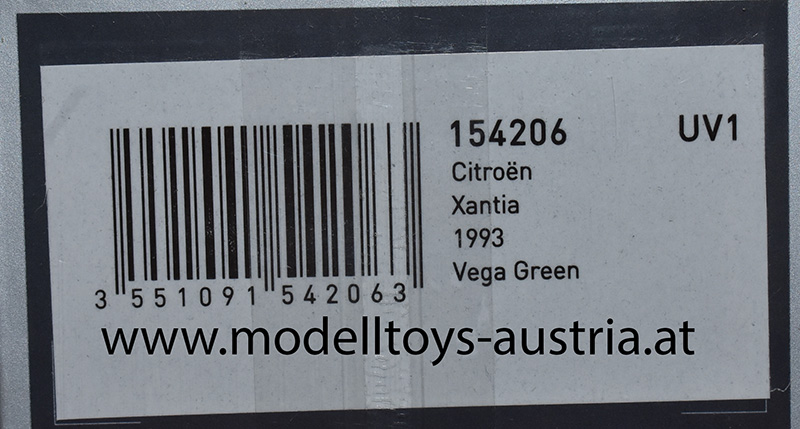 154206 UV1
Citroën
Xantia
1993
Vega Green
3 551091 542063
www.modelltoys-austria.at